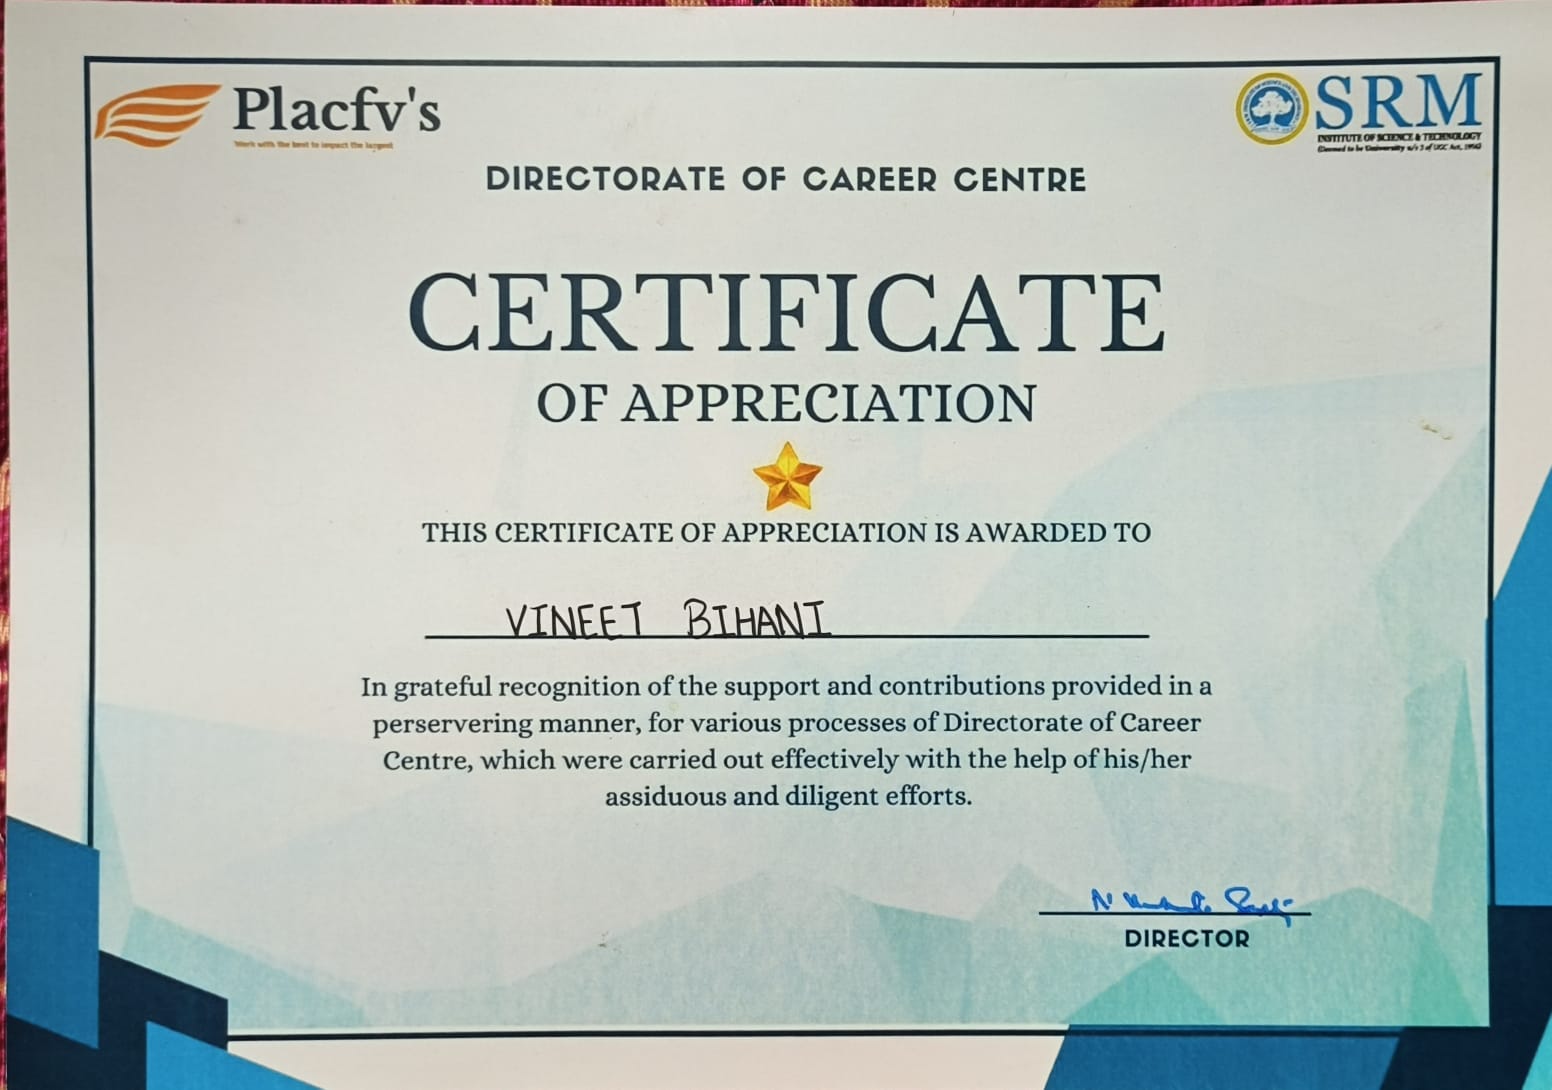 Placfv's
Work with the best to impact the largest
SRM
INSTITUTE OF SCIENCE & TECHNOLOGY
(Deemed to be University u/s 3 of UGC Act, 1956)
DIRECTORATE OF CAREER CENTRE
CERTIFICATE
OF APPRECIATION
THIS CERTIFICATE OF APPRECIATION IS AWARDED TO
VINEET BIHANI
In grateful recognition of the support and contributions provided in a
perservering manner, for various processes of Directorate of Career
Centre, which were carried out effectively with the help of his/her
assiduous and diligent efforts.
DIRECTOR